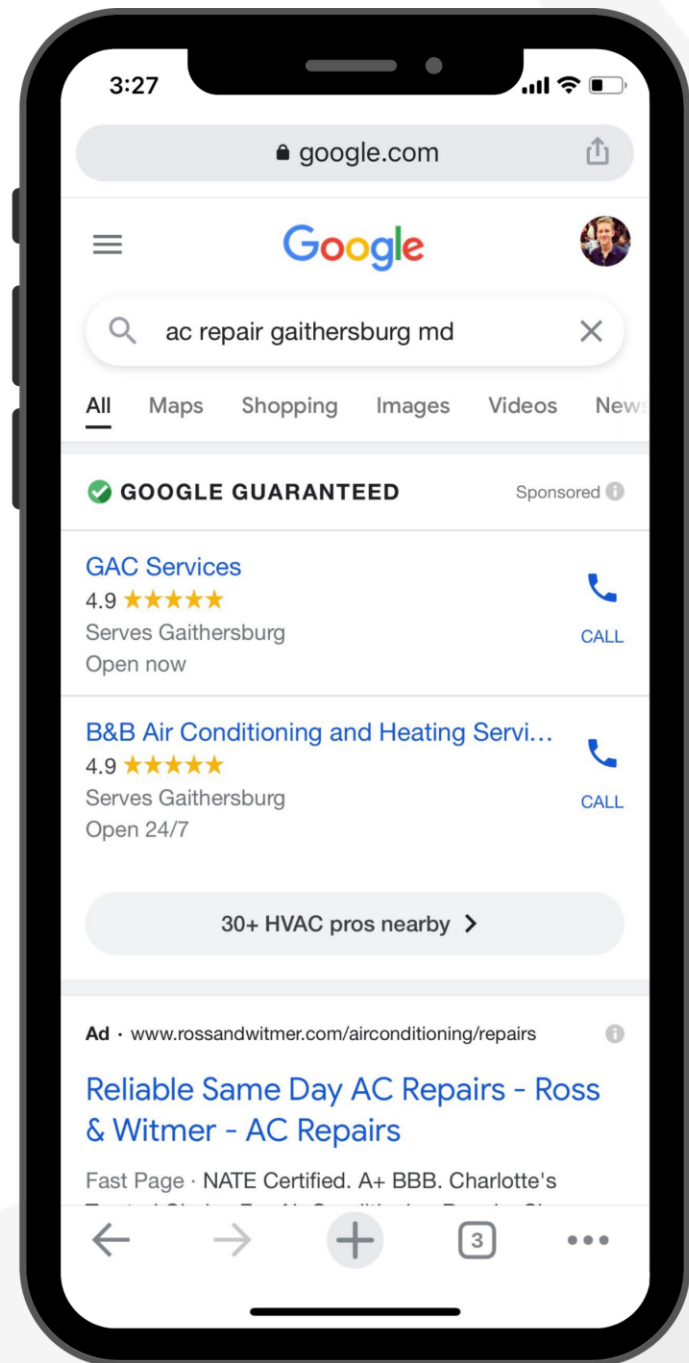 3:27
google.com
Google
ac repair gaithersburg md
All Maps Shopping Images Videos News
GOOGLE GUARANTEED Sponsored
GAC Services
4.9
Serves Gaithersburg
CALL
Open now
B&B Air Conditioning and Heating Servi...
4.9
Serves Gaithersburg
CALL
Open 24/7
30+ HVAC pros nearby
Ad · www.rossandwitmer.com/airconditioning/repairs
Reliable Same Day AC Repairs - Ross
& Witmer - AC Repairs
Fast Page · NATE Certified. A+ BBB. Charlotte's
3